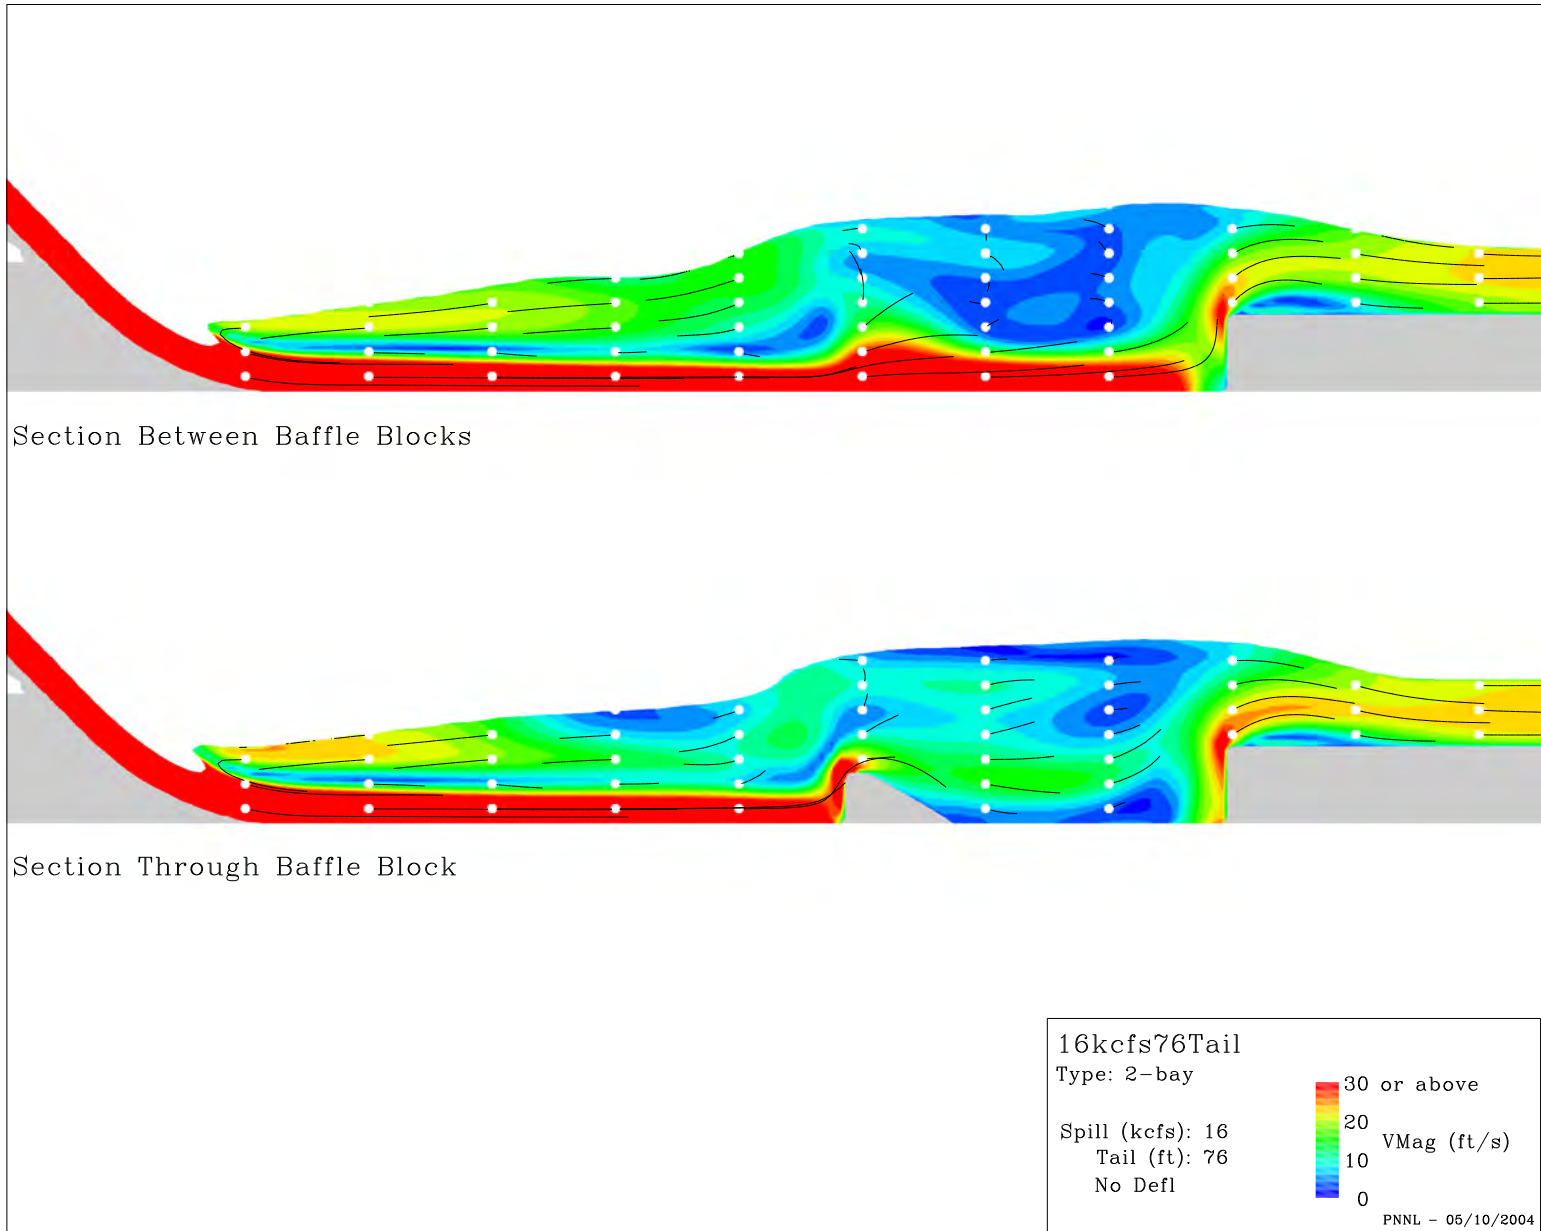 Section Between Baffle Blocks
Section Through Baffle Block
16kcfs76Tail
Type: 2-bay
Spill (kcfs): 16
Tail (ft): 76
No Defl
30 or above
20
VMag (ft/s)
10
0
PNNL - 05/10/2004